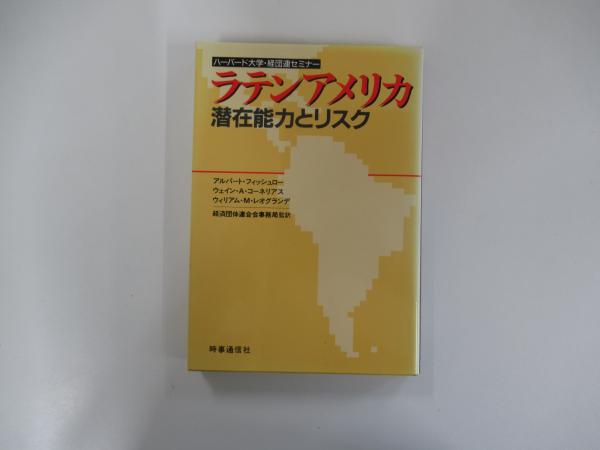 ハーバード大学・経団連セミナー
ラテンアメリカ
潜在能力とリスク
アルバート・フィッシュロー
ウェイン・A・コーネリアス
ウィリアム・M・レオグランデ
経済団体連合会事務局監訳
時事通信社